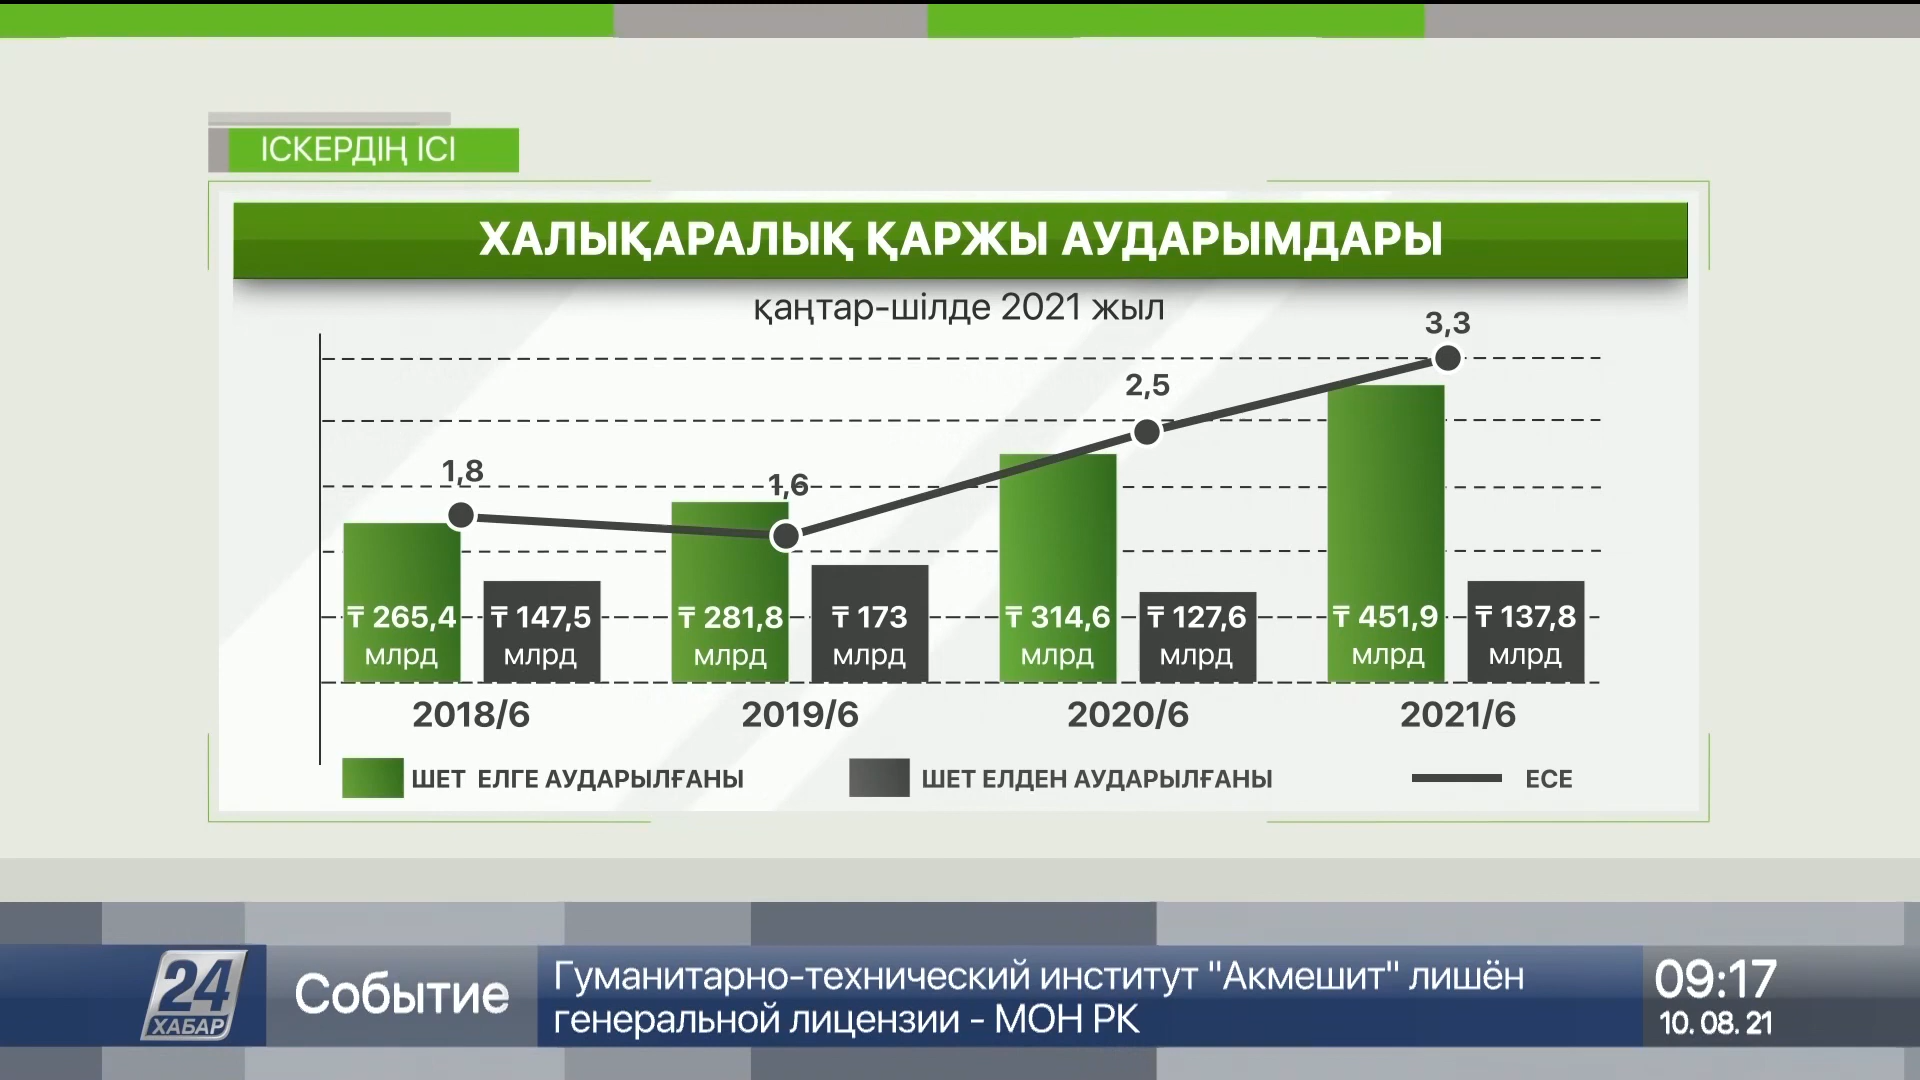 ІСКЕРДІҢ ІСІ
ХАЛЫҚАРАЛЫҚ ҚАРЖЫ АУДАРЫМДАРЫ
қаңтар-шілде 2021 жыл
1,8
1,6
2,5
3,3
₸ 265,4 млрд
₸ 147,5 млрд
₸ 281,8 млрд
₸ 173 млрд
₸ 314,6 млрд
₸ 127,6 млрд
₸ 451,9 млрд
₸ 137,8 млрд
2018/6
2019/6
2020/6
2021/6
ШЕТ ЕЛГЕ АУДАРЫЛҒАНЫ
ШЕТ ЕЛДЕН АУДАРЫЛҒАНЫ
ЕСЕ
24
ХАБАР
Событие
Гуманитарно-технический институт "Акмешит" лишён
генеральной лицензии - МОН РК
09:17
10. 08. 21